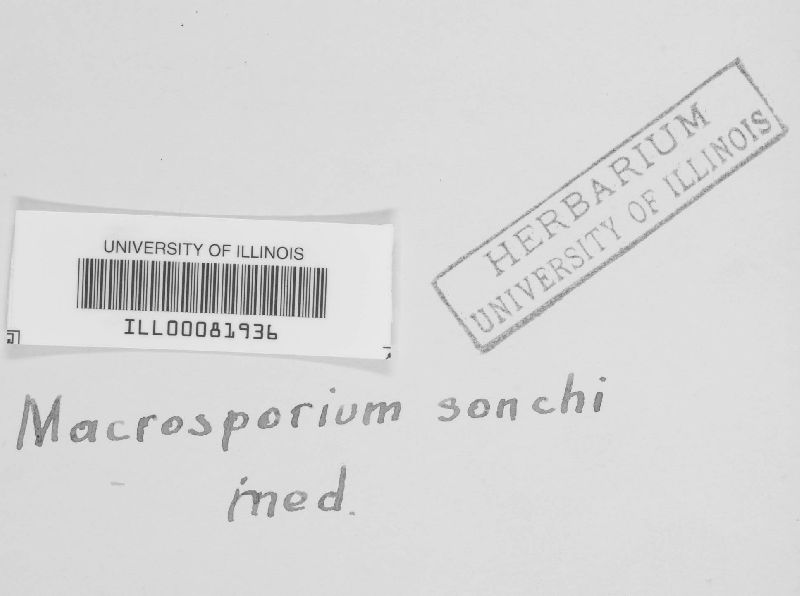 HERBARIUM
UNIVERSITY OF ILLINOIS
UNIVERSITY OF ILLINOIS
ILL00081936
Macrosporium sonchi
ined.